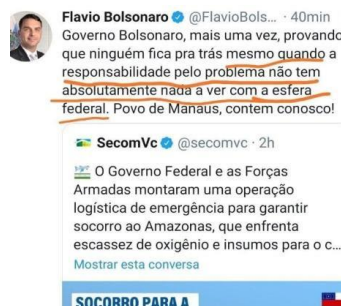 Flavio Bolsonaro @FlavioBols... · 40min
Governo Bolsonaro, mais uma vez, provando
que ninguém fica pra trás mesmo quando a
responsabilidade pelo problema não tem
absolutamente nada a ver com a esfera
federal. Povo de Manaus, contem conosco!
SecomVc @secomvc · 2h
O Governo Federal e as Forças
Armadas montaram uma operação
logística de emergência para garantir
socorro ao Amazonas, que enfrenta
escassez de oxigênio e insumos para o c...
Mostrar esta conversa
SOCORRO PARA A